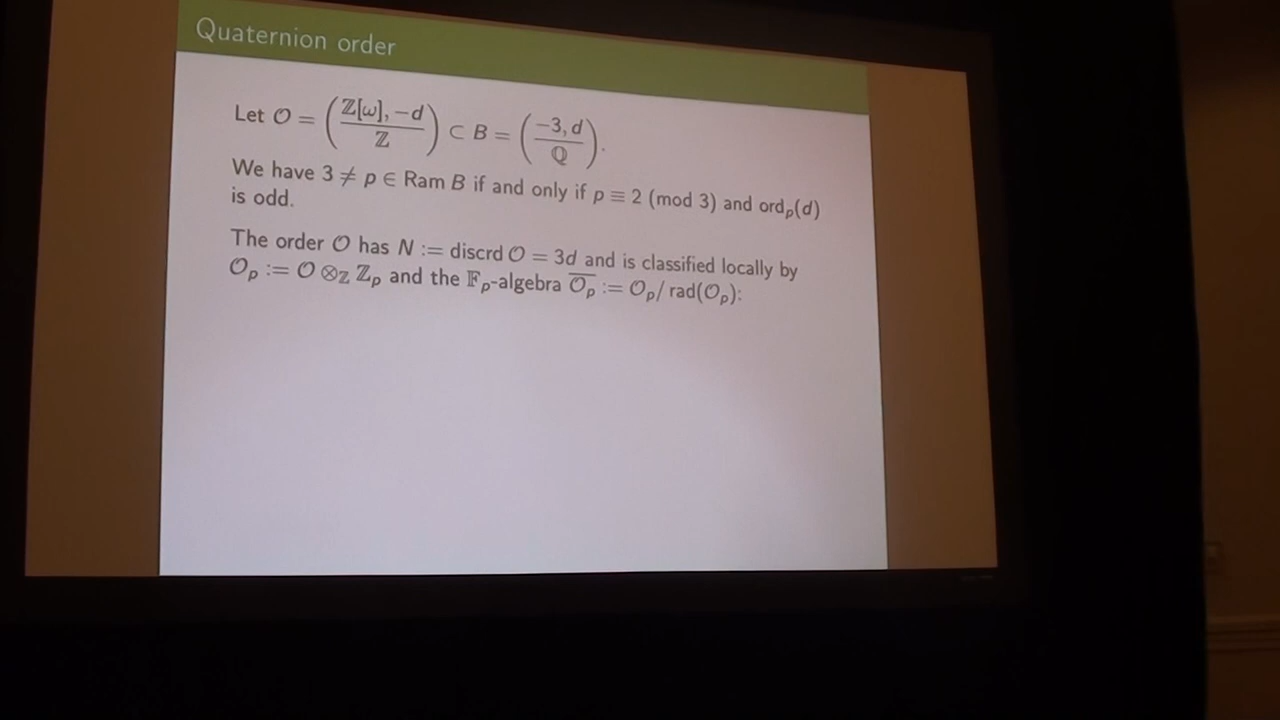 Quaternion order
Let 𝒪 = (ℤ[ω], −d / ℤ) ⊂ B = (−3, d / ℚ).
We have 3 ≠ p ∈ Ram B if and only if p ≡ 2 (mod 3) and ord_p(d)
is odd.
The order 𝒪 has N := discrd 𝒪 = 3d and is classified locally by
𝒪_p := 𝒪 ⊗_ℤ ℤ_p and the 𝔽_p-algebra \overline{𝒪_p} := 𝒪_p/ rad(𝒪_p):